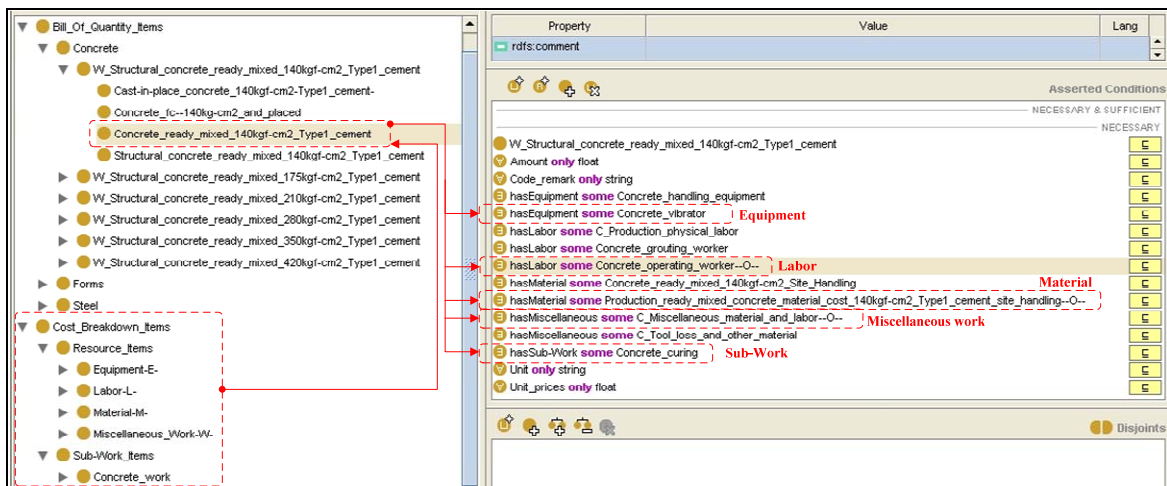 Bill_Of_Quantity_Items
Concrete
W_Structural_concrete_ready_mixed_140kgf-cm2_Type1_cement
Cast-in-place_concrete_140kgf-cm2-Type1_cement-
Concrete_fc--140kg-cm2_and_placed
Concrete_ready_mixed_140kgf-cm2_Type1_cement
Structural_concrete_ready_mixed_140kgf-cm2_Type1_cement
W_Structural_concrete_ready_mixed_175kgf-cm2_Type1_cement
W_Structural_concrete_ready_mixed_210kgf-cm2_Type1_cement
W_Structural_concrete_ready_mixed_280kgf-cm2_Type1_cement
W_Structural_concrete_ready_mixed_350kgf-cm2_Type1_cement
W_Structural_concrete_ready_mixed_420kgf-cm2_Type1_cement
Forms
Steel
Cost_Breakdown_Items
Resource_Items
Equipment-E-
Labor-L-
Material-M-
Miscellaneous_Work-W-
Sub-Work_Items
Concrete_work
Property Value Lang
rdfs:comment
Asserted Conditions
NECESSARY & SUFFICIENT
NECESSARY
W_Structural_concrete_ready_mixed_140kgf-cm2_Type1_cement
Amount only float
Code_remark only string
hasEquipment some Concrete_handling_equipment
hasEquipment some Concrete_vibrator Equipment
hasLabor some C_Production_physical_labor
hasLabor some Concrete_grouting_worker
hasLabor some Concrete_operating_worker--O-- Labor
hasMaterial some Concrete_ready_mixed_140kgf-cm2_Site_Handling Material
hasMaterial some Production_ready_mixed_concrete_material_cost_140kgf-cm2_Type1_cement_site_handling--O--
hasMiscellaneous some C_Miscellaneous_material_and_labor--O-- Miscellaneous work
hasMiscellaneous some C_Tool_loss_and_other_material
hasSub-Work some Concrete_curing Sub-Work
Unit only string
Unit_prices only float
Disjoints